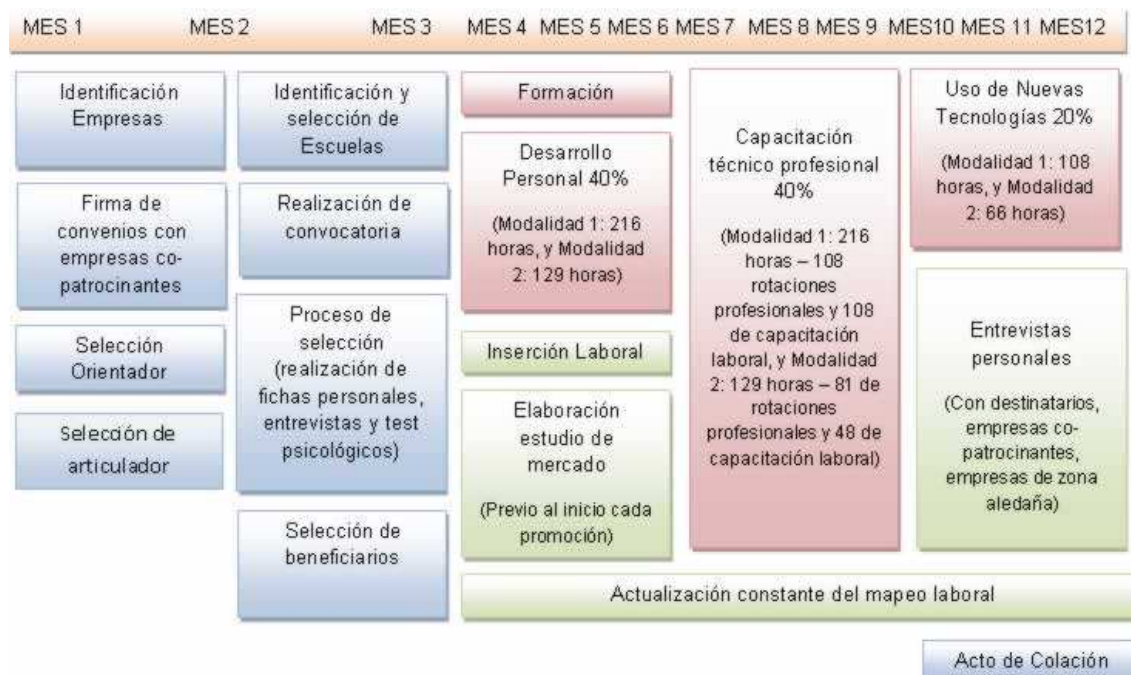 MES 1 MES 2 MES 3 MES 4 MES 5 MES 6 MES 7 MES 8 MES 9 MES10 MES 11 MES12
Identificación
Empresas
Firma de
convenios con
empresas co-
patrocinantes
Selección
Orientador
Selección de
articulador
Identificación y
selección de
Escuelas
Realización de
convocatoria
Proceso de
selección
(realización de
fichas personales,
entrevistas y test
psicológicos)
Selección de
beneficiarios
Formación
Desarrollo
Personal 40%
(Modalidad 1: 216
horas, y Modalidad
2: 129 horas)
Inserción Laboral
Elaboración
estudio de
mercado
(Previo al inicio cada
promoción)
Capacitación
técnico profesional
40%
(Modalidad 1: 216
horas – 108
rotaciones
profesionales y 108
de capacitación
laboral, y Modalidad
2: 129 horas – 81 de
rotaciones
profesionales y 48 de
capacitación laboral)
Uso de Nuevas
Tecnologías 20%
(Modalidad 1: 108
horas, y Modalidad
2: 66 horas)
Entrevistas
personales
(Con destinatarios,
empresas co-
patrocinantes,
empresas de zona
aledaña)
Actualización constante del mapeo laboral
Acto de Colación